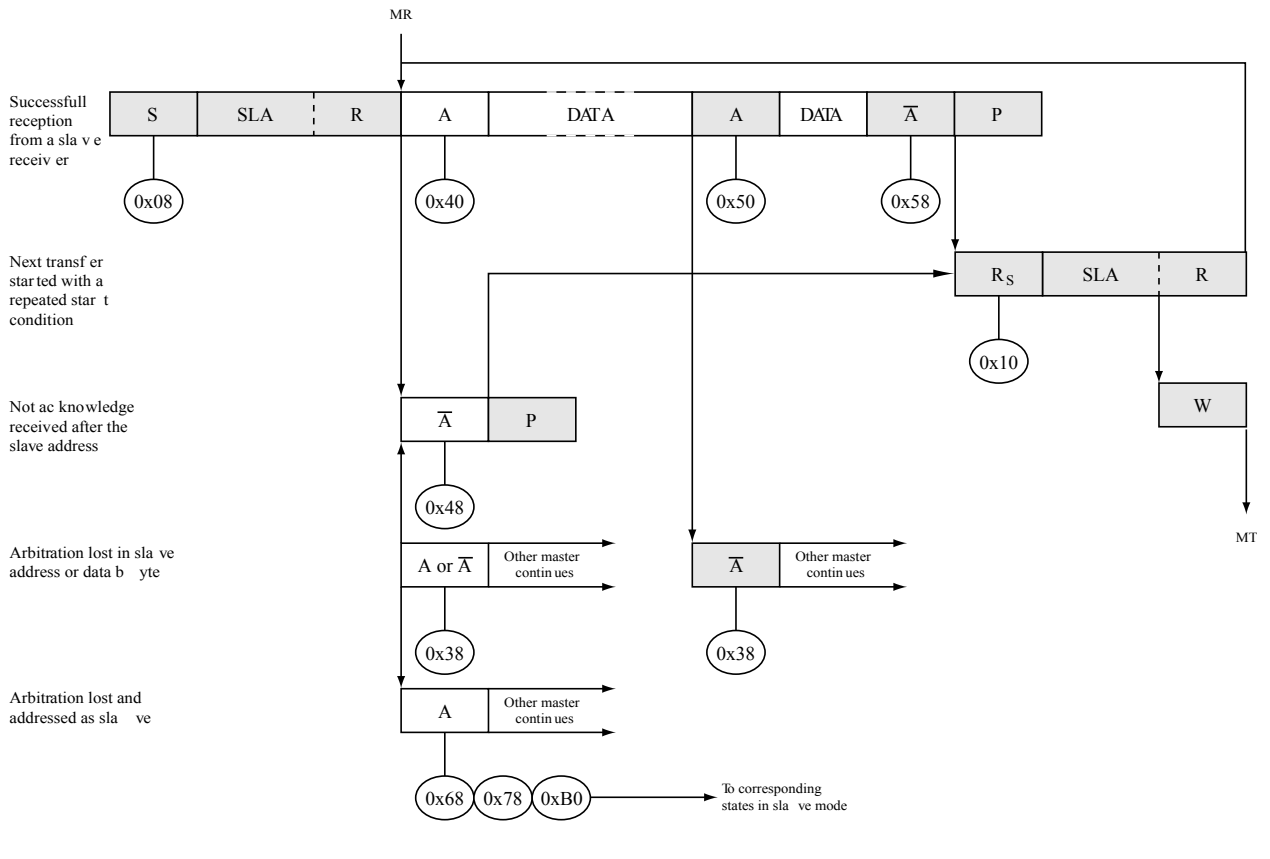 MR
Successfull
reception
from a sla v e
receiv er
S SLA R A DATA A DATA A̅ P
0x08 0x40 0x50 0x58
Next transf er
star ted with a
repeated star t
condition
RS SLA R
0x10
Not ac knowledge
received after the
slave address
A̅ P
W
0x48
MT
Arbitration lost in sla ve
address or data b yte
A or A̅
Other master
contin ues
A̅
Other master
contin ues
0x38 0x38
Arbitration lost and
addressed as sla ve
A
Other master
contin ues
0x68 0x78 0xB0
To corresponding
states in sla ve mode